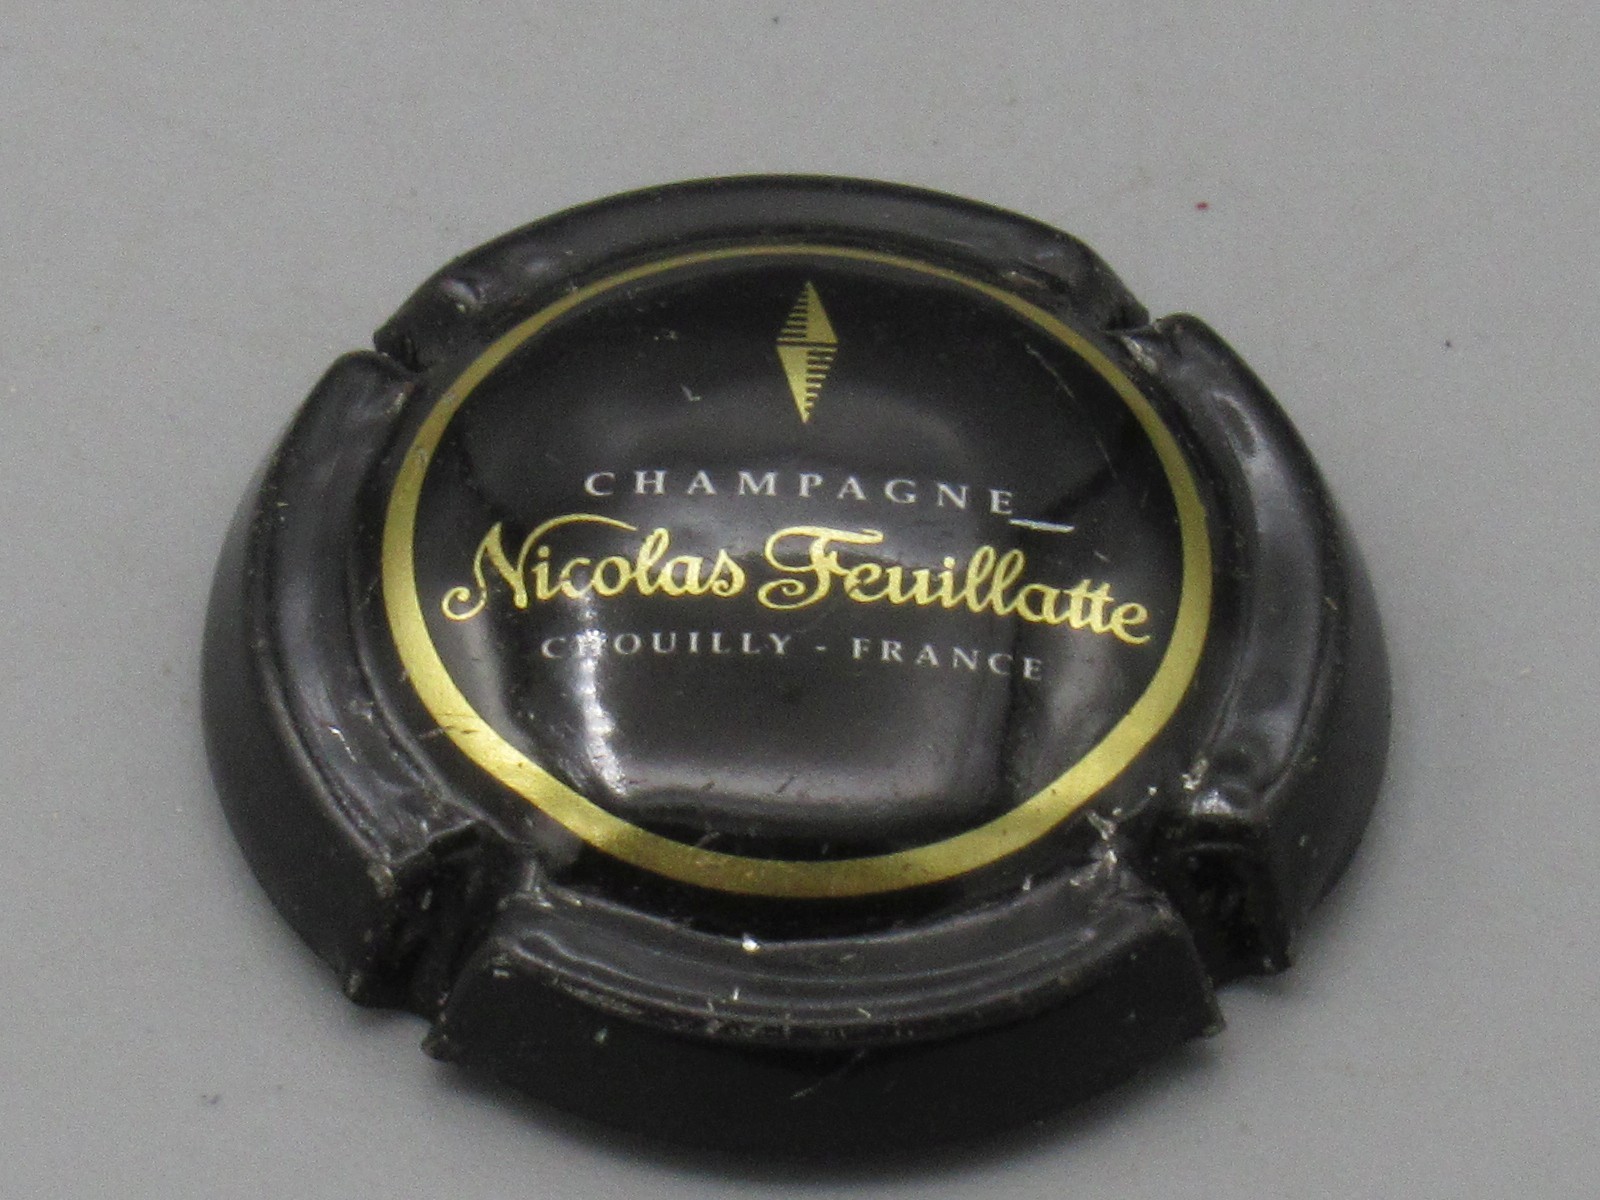 CHAMPAGNE
Nicolas Feuillatte
CHOUILLY - FRANCE